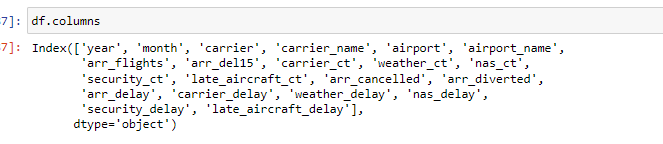 7]: df.columns
7]: Index(['year', 'month', 'carrier', 'carrier_name', 'airport', 'airport_name',
'arr_flights', 'arr_del15', 'carrier_ct', 'weather_ct', 'nas_ct',
'security_ct', 'late_aircraft_ct', 'arr_cancelled', 'arr_diverted',
'arr_delay', 'carrier_delay', 'weather_delay', 'nas_delay',
'security_delay', 'late_aircraft_delay'],
dtype='object')